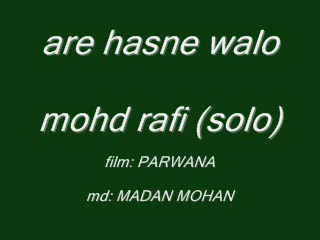 are hasne walo
mohd rafi (solo)
film: PARWANA
md: MADAN MOHAN